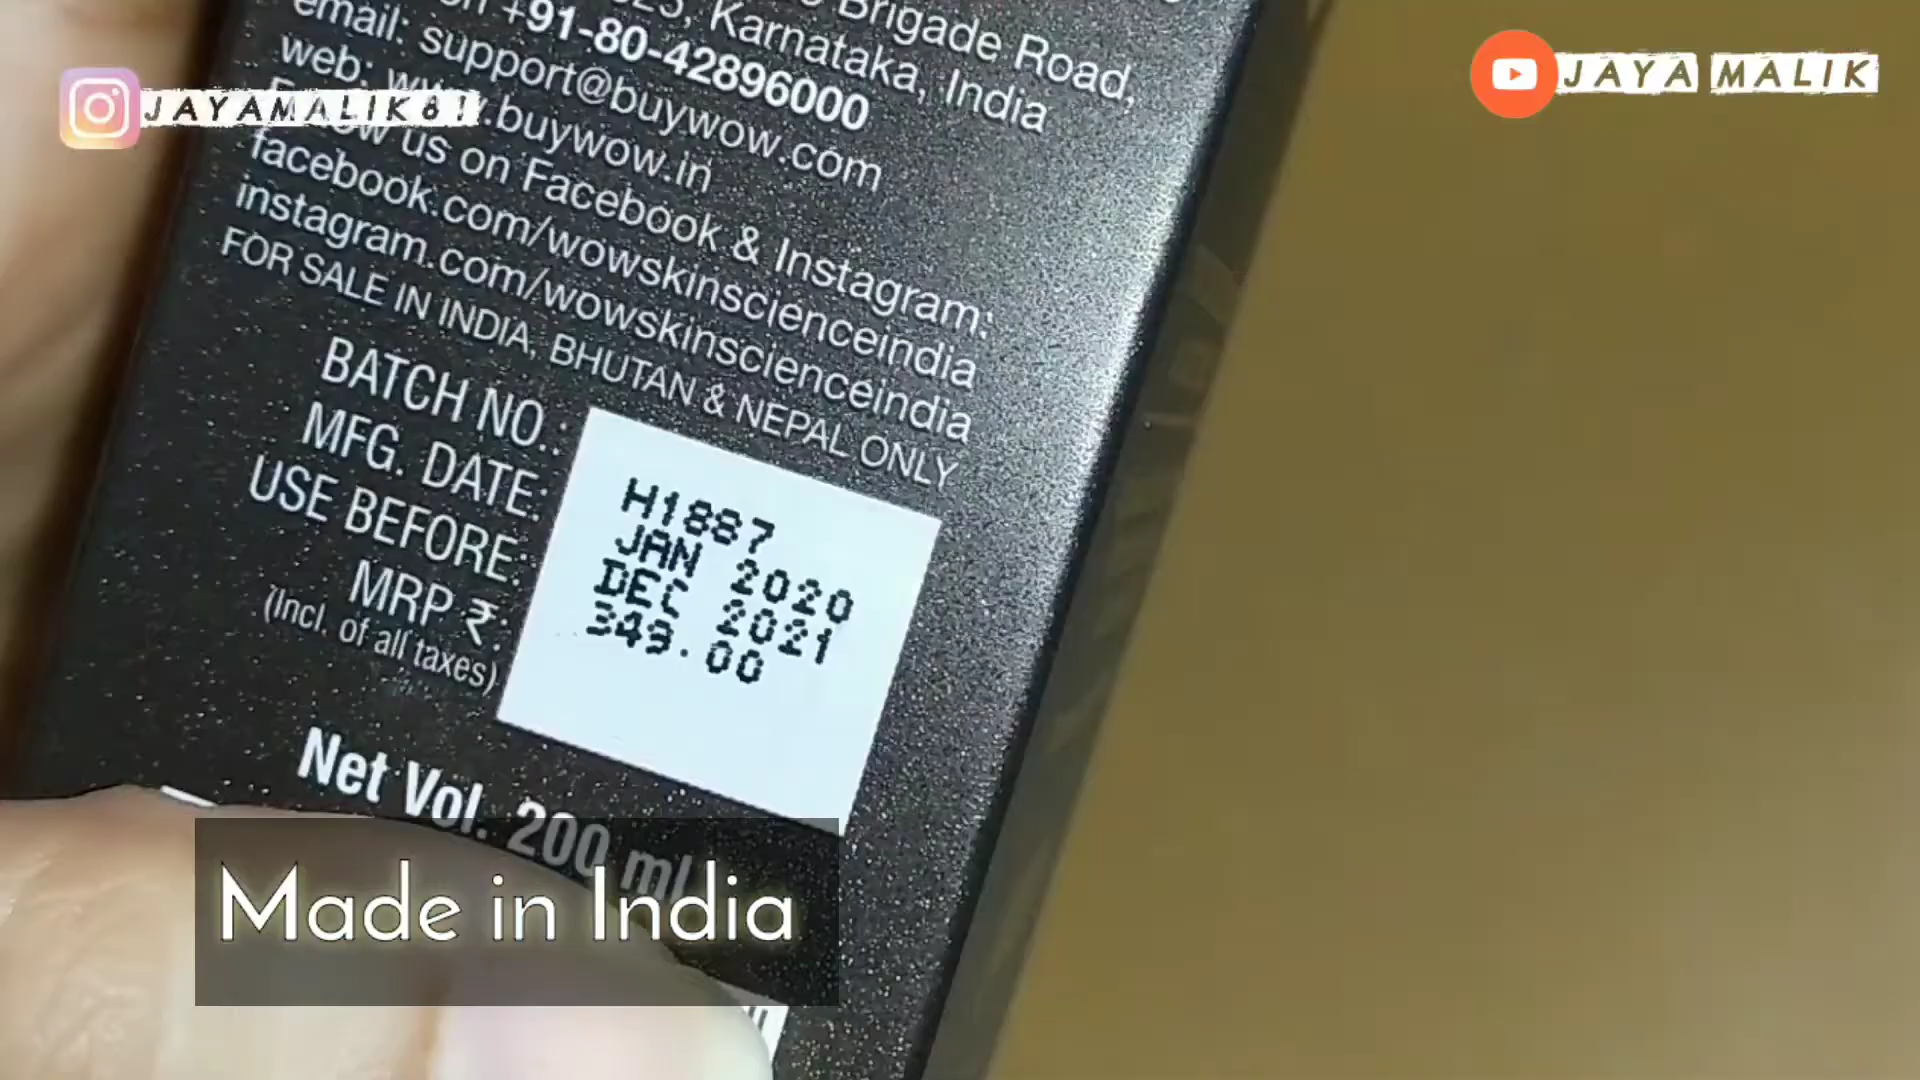 Brigade Road,
Karnataka, India
+91-80-42896000
email: support@buywow.com
web: www.buywow.in
Follow us on Facebook & Instagram:
facebook.com/wowskinscienceindia
instagram.com/wowskinscienceindia
FOR SALE IN INDIA, BHUTAN & NEPAL ONLY
BATCH NO.: H1887
MFG. DATE: JAN 2020
USE BEFORE: DEC 2021
MRP ₹: 349.00
(Incl. of all taxes)
Net Vol. 200 ml
Made in India
JAYAMALIK61
JAYA MALIK